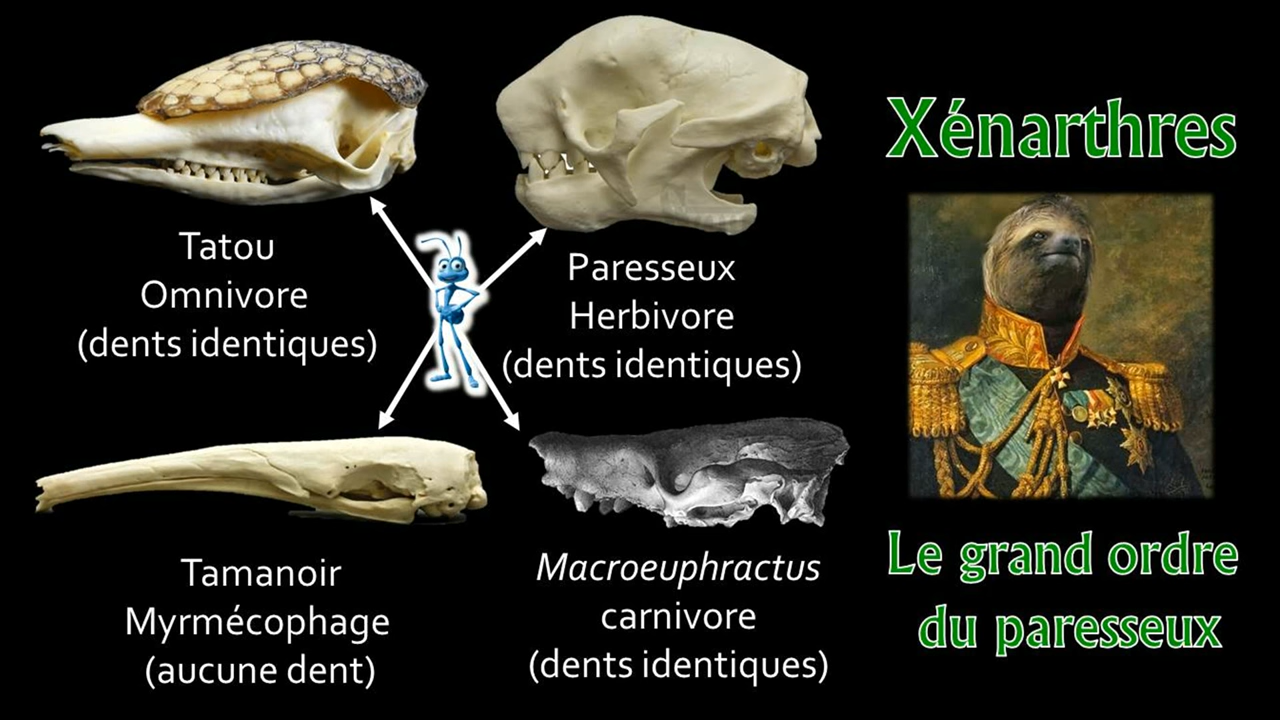 Tatou
Omnivore
(dents identiques)
Paresseux
Herbivore
(dents identiques)
Tamanoir
Myrmécophage
(aucune dent)
Macroeuphractus
carnivore
(dents identiques)
Xénarthres
Le grand ordre
du paresseux